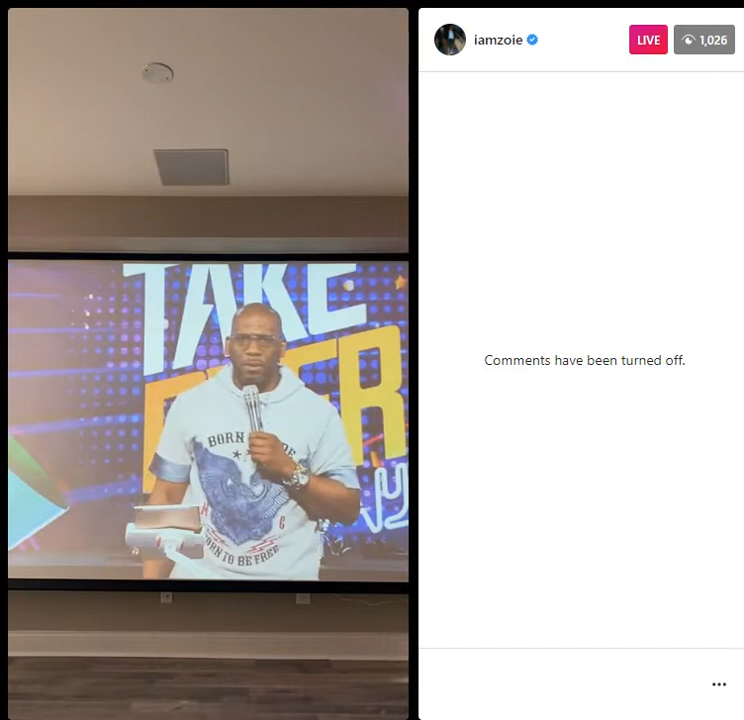 iamzoie
LIVE
1,026
TAKE
BORN
BORN TO BE FREE
Comments have been turned off.